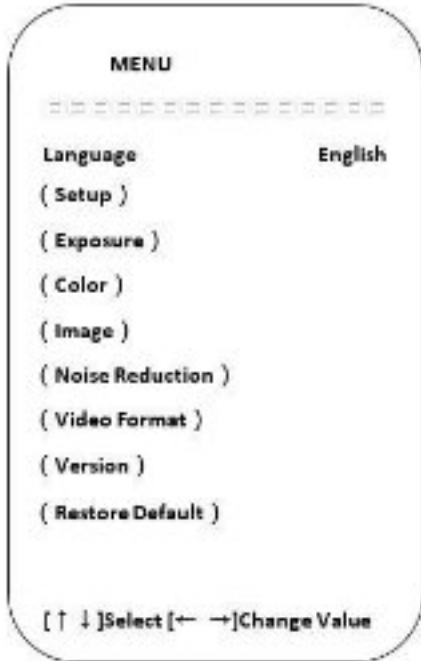 MENU
= = = = = = = = = = = =
Language English
( Setup )
( Exposure )
( Color )
( Image )
( Noise Reduction )
( Video Format )
( Version )
( Restore Default )
[↑ ↓]Select [← →]Change Value